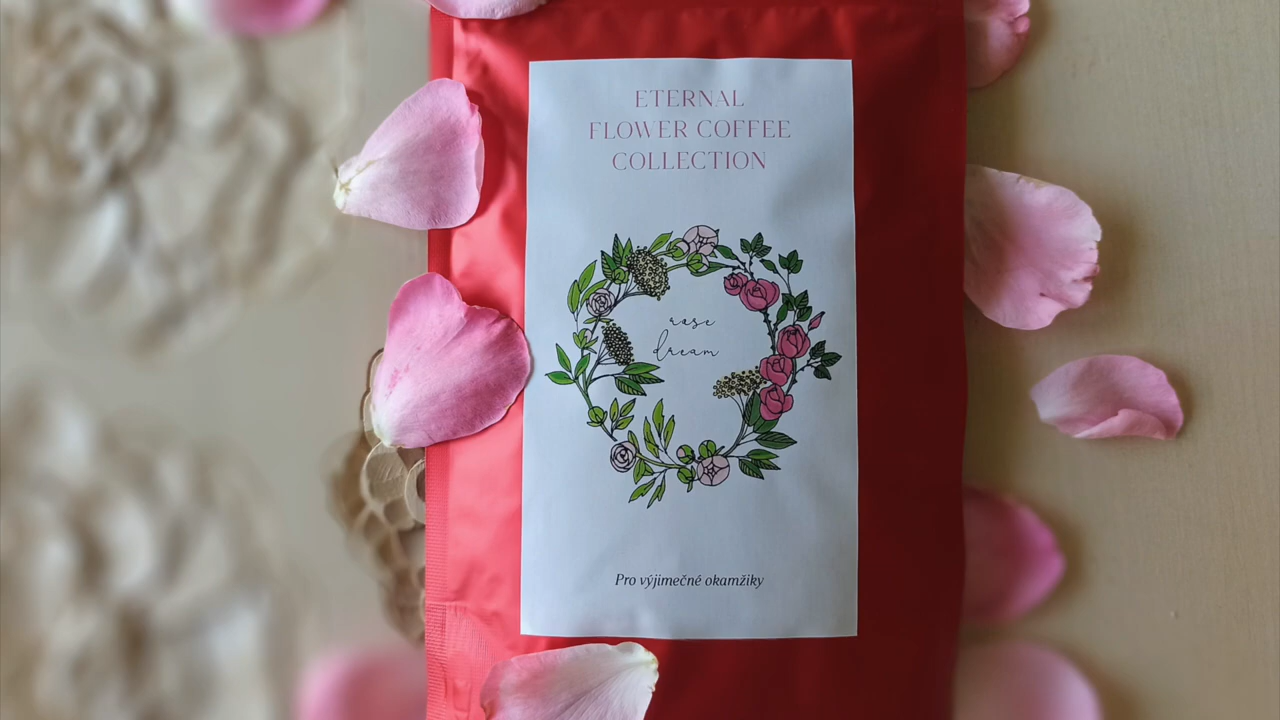 ETERNAL
FLOWER COFFEE
COLLECTION
rose
dream
Pro výjimečné okamžiky